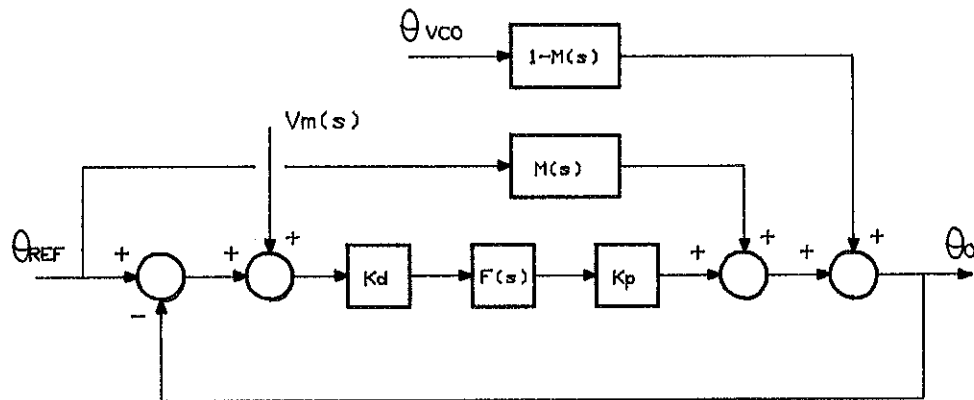 θVCO
1-M(s)
Vm(s)
M(s)
θREF
+
-
+
+
Kd
F(s)
Kp
+
+
+
+
θo